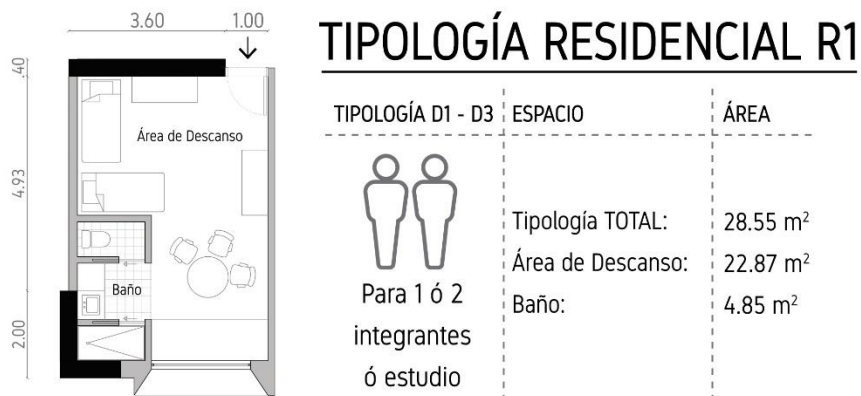 3.60
1.00
TIPOLOGÍA RESIDENCIAL R1
.40
4.93
2.00
Área de Descanso
Baño
TIPOLOGÍA D1 - D3
ESPACIO
ÁREA
Para 1 ó 2
integrantes
ó estudio
Tipología TOTAL:
28.55 m²
Área de Descanso:
22.87 m²
Baño:
4.85 m²